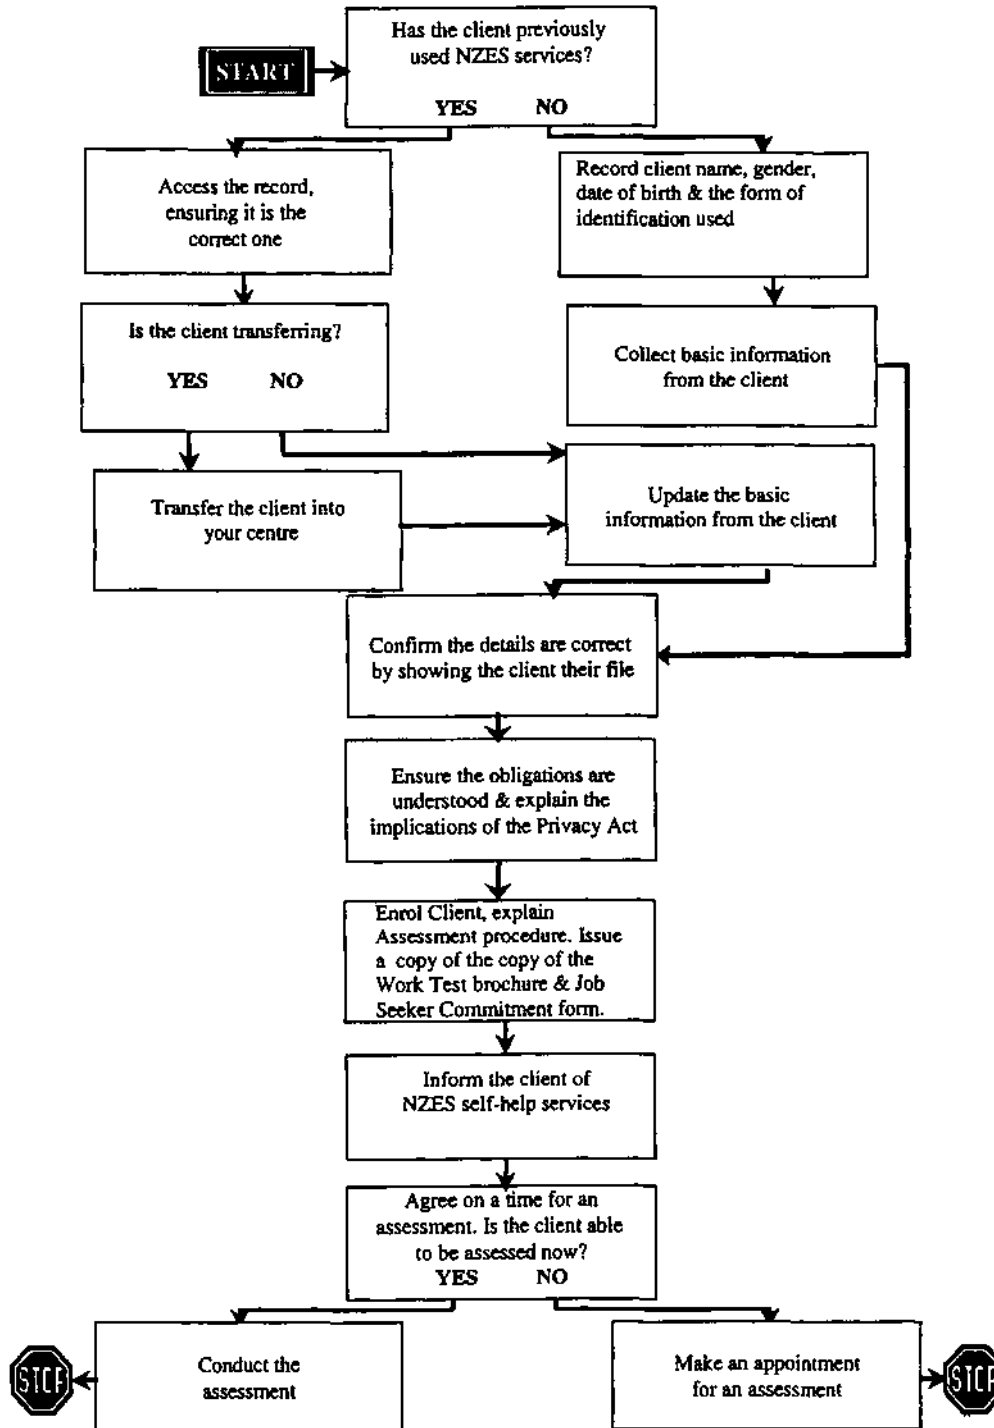 Has the client previously
used NZES services?
START
YES NO
Access the record,
ensuring it is the
correct one
Record client name, gender,
date of birth & the form of
identification used
Is the client transferring?
YES NO
Collect basic information
from the client
Transfer the client into
your centre
Update the basic
information from the client
Confirm the details are correct
by showing the client their file
Ensure the obligations are
understood & explain the
implications of the Privacy Act
Enrol Client, explain
Assessment procedure. Issue
a copy of the copy of the
Work Test brochure & Job
Seeker Commitment form.
Inform the client of
NZES self-help services
Agree on a time for an
assessment. Is the client able
to be assessed now?
YES NO
STOP
Conduct the
assessment
Make an appointment
for an assessment
STOP